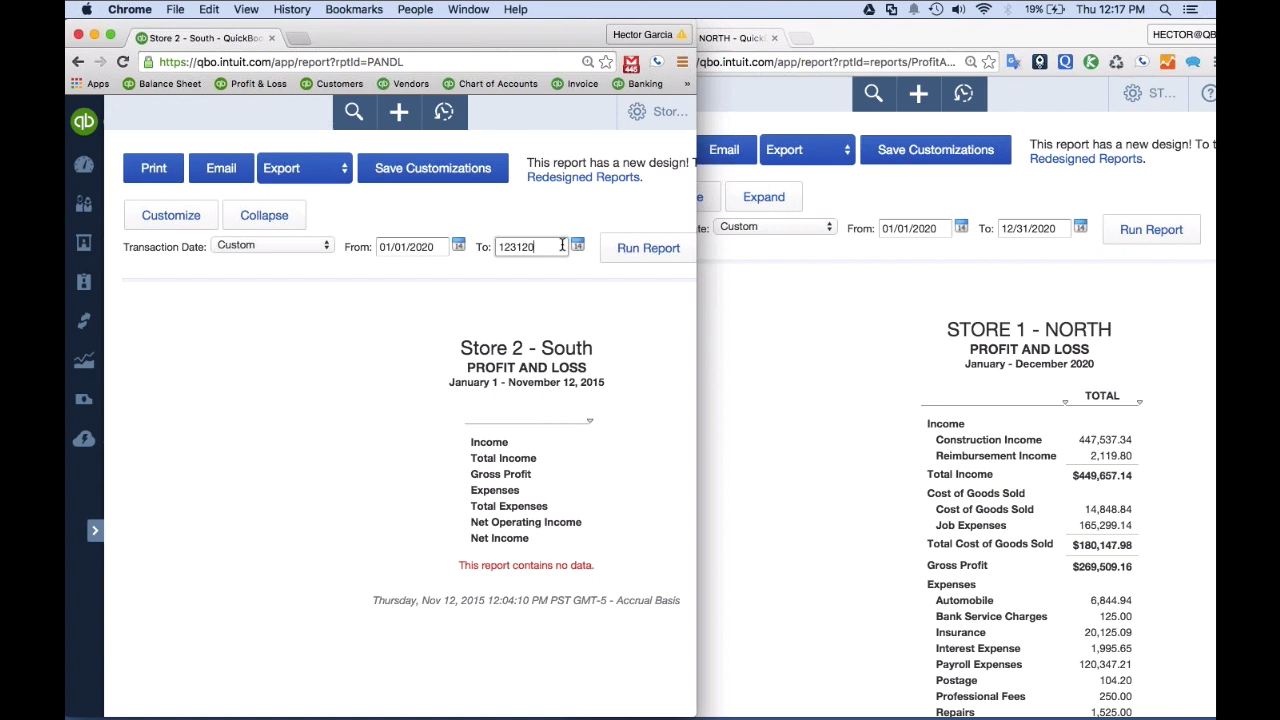 Chrome File Edit View History Bookmarks People Window Help 19% Thu 12:17 PM
Store 2 - South - QuickBoo × Hector Garcia
https://qbo.intuit.com/app/report?rptId=PANDL
446
Apps Balance Sheet Profit & Loss Customers Vendors Chart of Accounts Invoice Banking »
qb
Stor...
Print Email Export Save Customizations
This report has a new design! T
Redesigned Reports.
Customize Collapse
Transaction Date: Custom From: 01/01/2020 14 To: 123120 14 Run Report
Store 2 - South
PROFIT AND LOSS
January 1 - November 12, 2015
Income
Total Income
Gross Profit
Expenses
Total Expenses
Net Operating Income
Net Income
This report contains no data.
Thursday, Nov 12, 2015 12:04:10 PM PST GMT-5 - Accrual Basis
NORTH - Quick × HECTOR@QB
qbo.intuit.com/app/report?rptId=reports/ProfitA...
ST... ?
Email Export Save Customizations
This report has a new design! To t
Redesigned Reports.
e Expand
te: Custom From: 01/01/2020 14 To: 12/31/2020 14 Run Report
STORE 1 - NORTH
PROFIT AND LOSS
January - December 2020
TOTAL
Income
Construction Income 447,537.34
Reimbursement Income 2,119.80
Total Income $449,657.14
Cost of Goods Sold
Cost of Goods Sold 14,848.84
Job Expenses 165,299.14
Total Cost of Goods Sold $180,147.98
Gross Profit $269,509.16
Expenses
Automobile 6,844.94
Bank Service Charges 125.00
Insurance 20,125.09
Interest Expense 1,995.65
Payroll Expenses 120,347.21
Postage 104.20
Professional Fees 250.00
Repairs 1,525.00